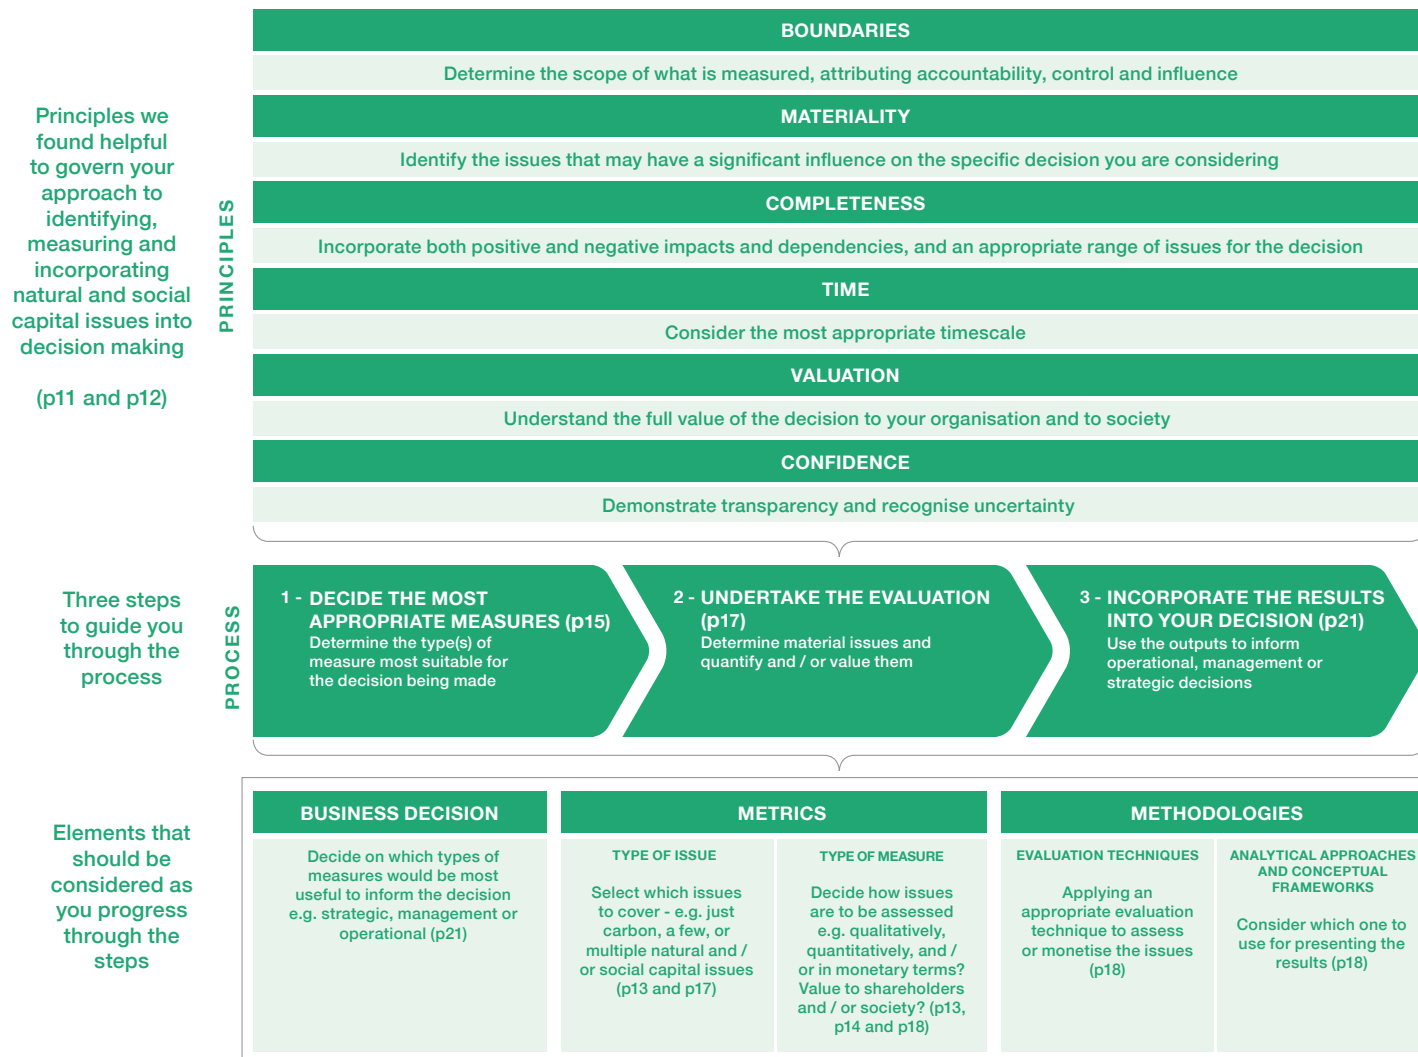 Principles we
found helpful
to govern your
approach to
identifying,
measuring and
incorporating
natural and social
capital issues into
decision making
(p11 and p12)
PRINCIPLES
BOUNDARIES
Determine the scope of what is measured, attributing accountability, control and influence
MATERIALITY
Identify the issues that may have a significant influence on the specific decision you are considering
COMPLETENESS
Incorporate both positive and negative impacts and dependencies, and an appropriate range of issues for the decision
TIME
Consider the most appropriate timescale
VALUATION
Understand the full value of the decision to your organisation and to society
CONFIDENCE
Demonstrate transparency and recognise uncertainty
Three steps
to guide you
through the
process
PROCESS
1 - DECIDE THE MOST
APPROPRIATE MEASURES (p15)
Determine the type(s) of
measure most suitable for
the decision being made
2 - UNDERTAKE THE EVALUATION
(p17)
Determine material issues and
quantify and / or value them
3 - INCORPORATE THE RESULTS
INTO YOUR DECISION (p21)
Use the outputs to inform
operational, management or
strategic decisions
Elements that
should be
considered as
you progress
through the
steps
BUSINESS DECISION
Decide on which types of
measures would be most
useful to inform the decision
e.g. strategic, management or
operational (p21)
METRICS
TYPE OF ISSUE
Select which issues
to cover - e.g. just
carbon, a few, or
multiple natural and /
or social capital issues
(p13 and p17)
TYPE OF MEASURE
Decide how issues
are to be assessed
e.g. qualitatively,
quantitatively, and /
or in monetary terms?
Value to shareholders
and / or society? (p13,
p14 and p18)
METHODOLOGIES
EVALUATION TECHNIQUES
Applying an
appropriate evaluation
technique to assess
or monetise the issues
(p18)
ANALYTICAL APPROACHES
AND CONCEPTUAL
FRAMEWORKS
Consider which one to
use for presenting the
results (p18)